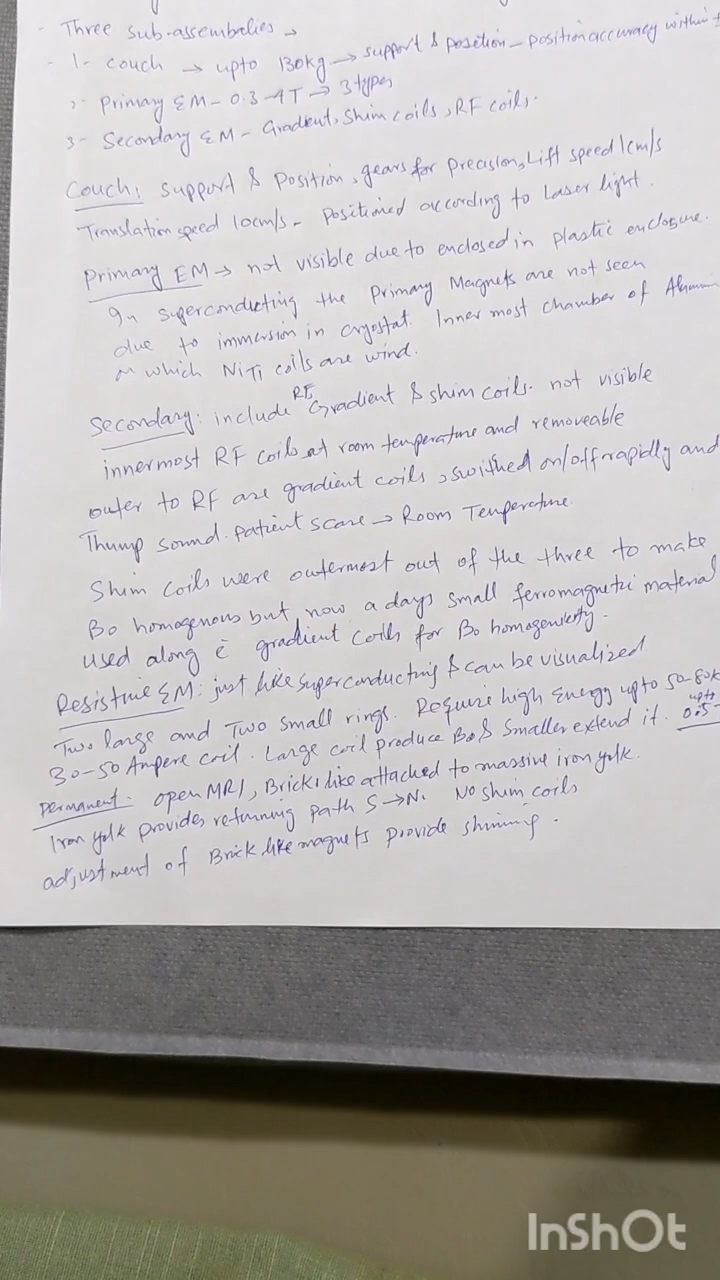 Three sub-assembelies →
1- couch → upto 130kg → support & position - position accuracy within ±
2- Primary EM - 0.3-4T → 3 types
3- Secondary EM - Gradient, Shim coils, RF coils.
Couch: Support & Position, gears for precision, Lift speed 1cm/s
Translation speed 10cm/s - positioned according to Laser light.
Primary EM → not visible due to enclosed in plastic enclosure.
In superconducting the Primary Magnets are not seen
due to immersion in cryostat. Inner most chamber of Alumin
on which NiTi coils are wind.
Secondary: include RF Gradient & shim coils. not visible
innermost RF coils at room temperature and removeable
outer to RF are gradient coils, swithed on/off rapidly and
Thump sound. patient scare → Room Temperature.
Shim coils were outermost out of the three to make
Bo homogenous but now a days small ferromagnetic material
used along c̄ gradient coils for Bo homogeniety.
Resistive EM: just like superconducting & can be visualized
Two large and Two small rings. Require high energy upto 50-80K
30-50 Ampere coil. Large coil produce Bo & smaller extend it. upto 0.5-
Permanent: open MRI, Bricks like attached to massive iron yolk.
Iron yolk provides returning path S→N. No shim coils
adjustment of Brick like magnets provide shiming.
InShOt